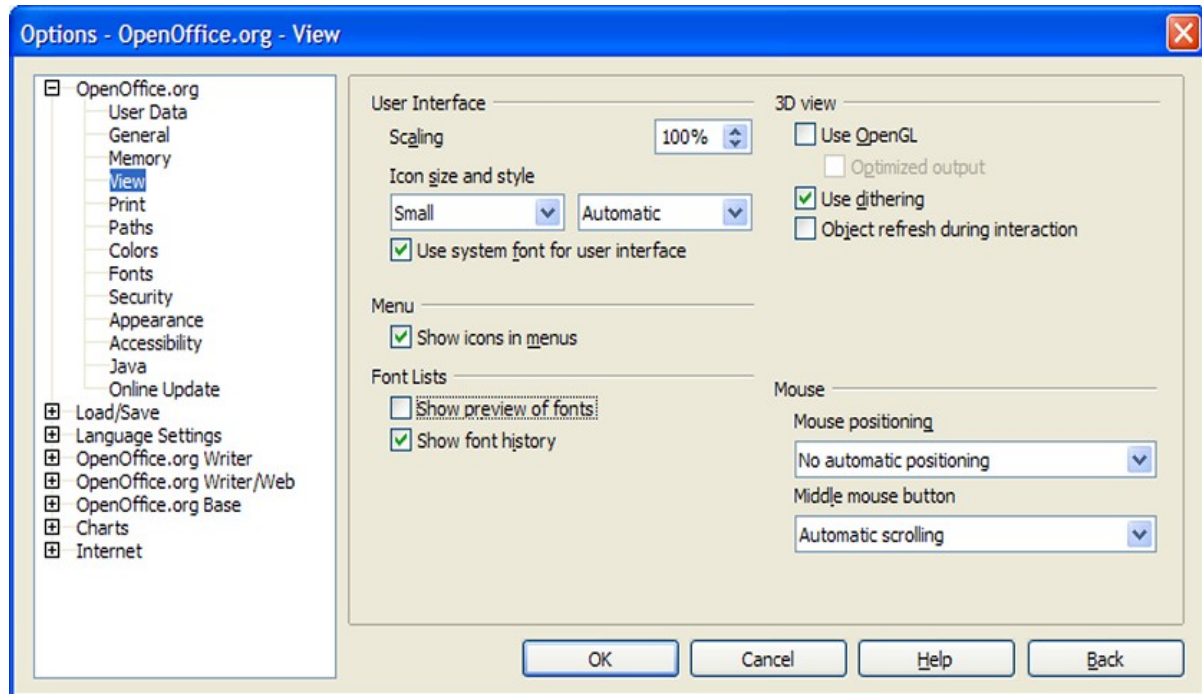 Options - OpenOffice.org - View
OpenOffice.org
User Data
General
Memory
View
Print
Paths
Colors
Fonts
Security
Appearance
Accessibility
Java
Online Update
Load/Save
Language Settings
OpenOffice.org Writer
OpenOffice.org Writer/Web
OpenOffice.org Base
Charts
Internet
User Interface
Scaling 100%
Icon size and style
Small Automatic
Use system font for user interface
Menu
Show icons in menus
Font Lists
Show preview of fonts
Show font history
3D view
Use OpenGL
Optimized output
Use dithering
Object refresh during interaction
Mouse
Mouse positioning
No automatic positioning
Middle mouse button
Automatic scrolling
OK Cancel Help Back